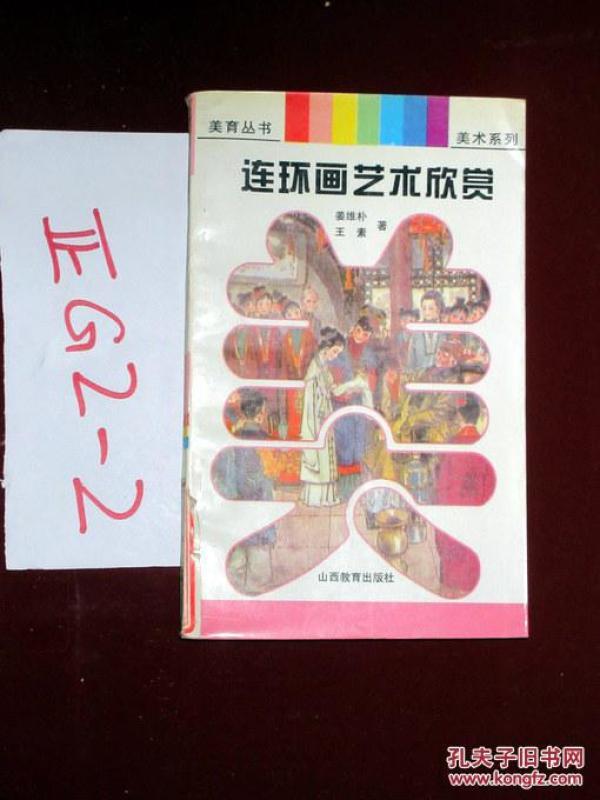 正G2-2
美育丛书
美术系列
连环画艺术欣赏
姜维朴
王素 著
山西教育出版社
孔夫子旧书网
www.kongfz.com